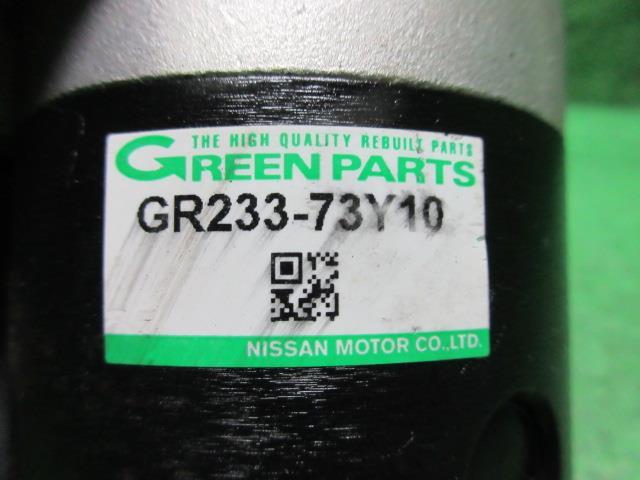 THE HIGH QUALITY REBUILT PARTS
GREEN PARTS
GR233-73Y10
NISSAN MOTOR CO.,LTD.